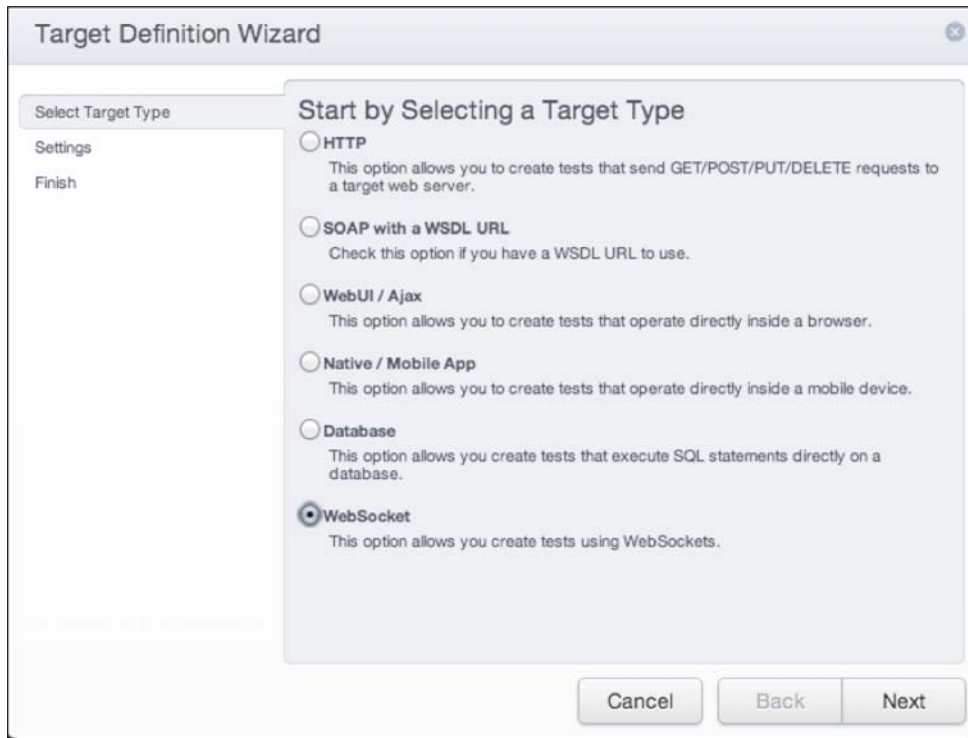 Target Definition Wizard
Select Target Type
Settings
Finish
Start by Selecting a Target Type
HTTP
This option allows you to create tests that send GET/POST/PUT/DELETE requests to
a target web server.
SOAP with a WSDL URL
Check this option if you have a WSDL URL to use.
WebUI / Ajax
This option allows you to create tests that operate directly inside a browser.
Native / Mobile App
This option allows you to create tests that operate directly inside a mobile device.
Database
This option allows you create tests that execute SQL statements directly on a
database.
WebSocket
This option allows you create tests using WebSockets.
Cancel
Back
Next